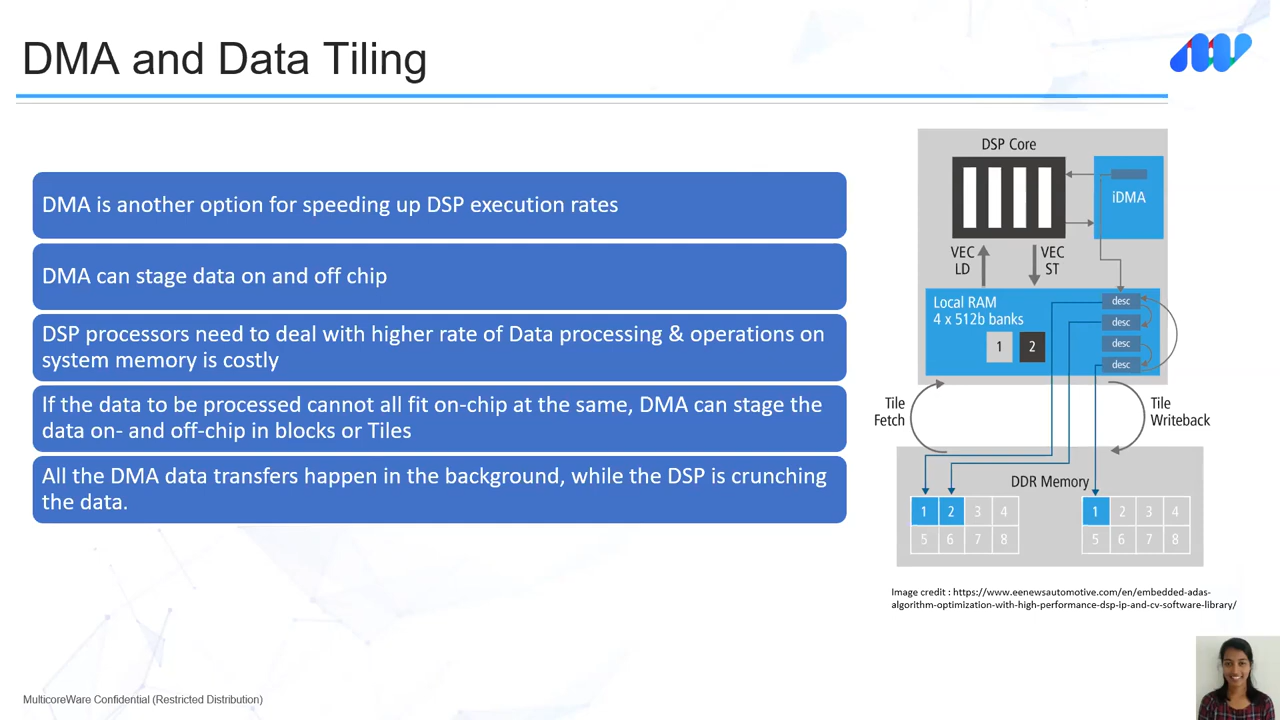 DMA and Data Tiling
DMA is another option for speeding up DSP execution rates
DMA can stage data on and off chip
DSP processors need to deal with higher rate of Data processing & operations on
system memory is costly
If the data to be processed cannot all fit on-chip at the same, DMA can stage the
data on- and off-chip in blocks or Tiles
All the DMA data transfers happen in the background, while the DSP is crunching
the data.
DSP Core
iDMA
VEC
LD
VEC
ST
Local RAM
4 x 512b banks
1
2
desc
desc
desc
desc
Tile
Fetch
Tile
Writeback
DDR Memory
1 2 3 4
5 6 7 8
1 2 3 4
5 6 7 8
Image credit : https://www.eenewsautomotive.com/en/embedded-adas-
algorithm-optimization-with-high-performance-dsp-ip-and-cv-software-library/
MulticoreWare Confidential (Restricted Distribution)